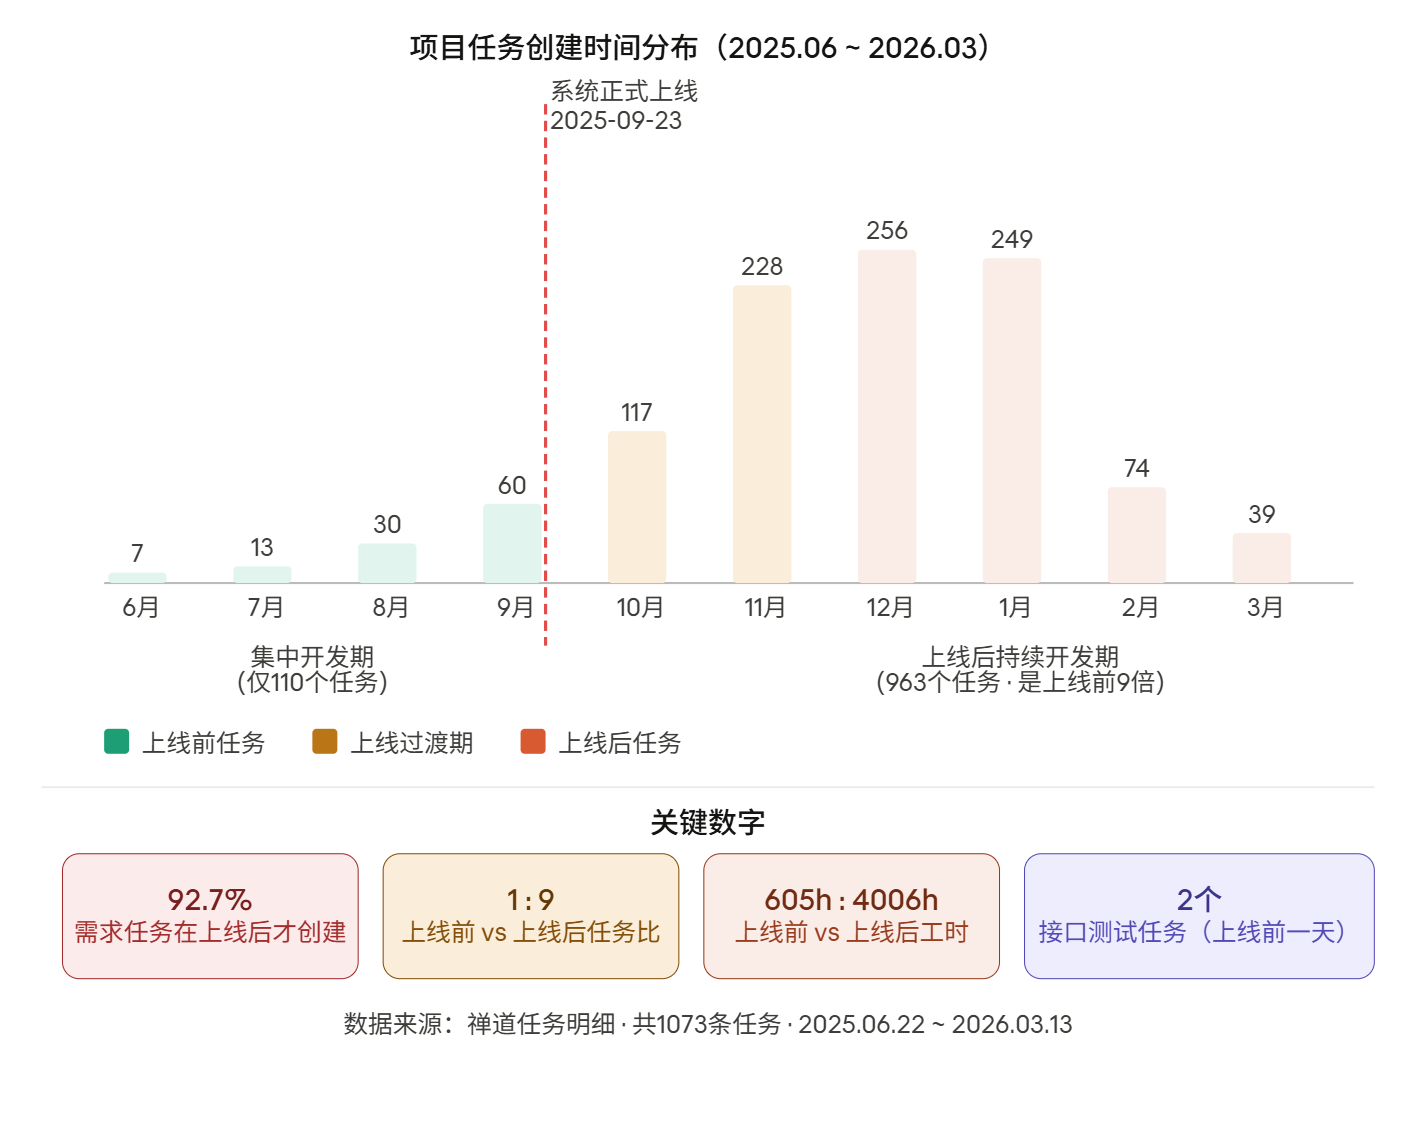 项目任务创建时间分布（2025.06 ~ 2026.03）
系统正式上线
2025-09-23
7
13
30
60
117
228
256
249
74
39
6月
7月
8月
9月
10月
11月
12月
1月
2月
3月
集中开发期
(仅110个任务)
上线后持续开发期
(963个任务 · 是上线前9倍)
上线前任务
上线过渡期
上线后任务
关键数字
92.7%
需求任务在上线后才创建
1 : 9
上线前 vs 上线后任务比
605h : 4006h
上线前 vs 上线后工时
2个
接口测试任务（上线前一天）
数据来源：禅道任务明细 · 共1073条任务 · 2025.06.22 ~ 2026.03.13